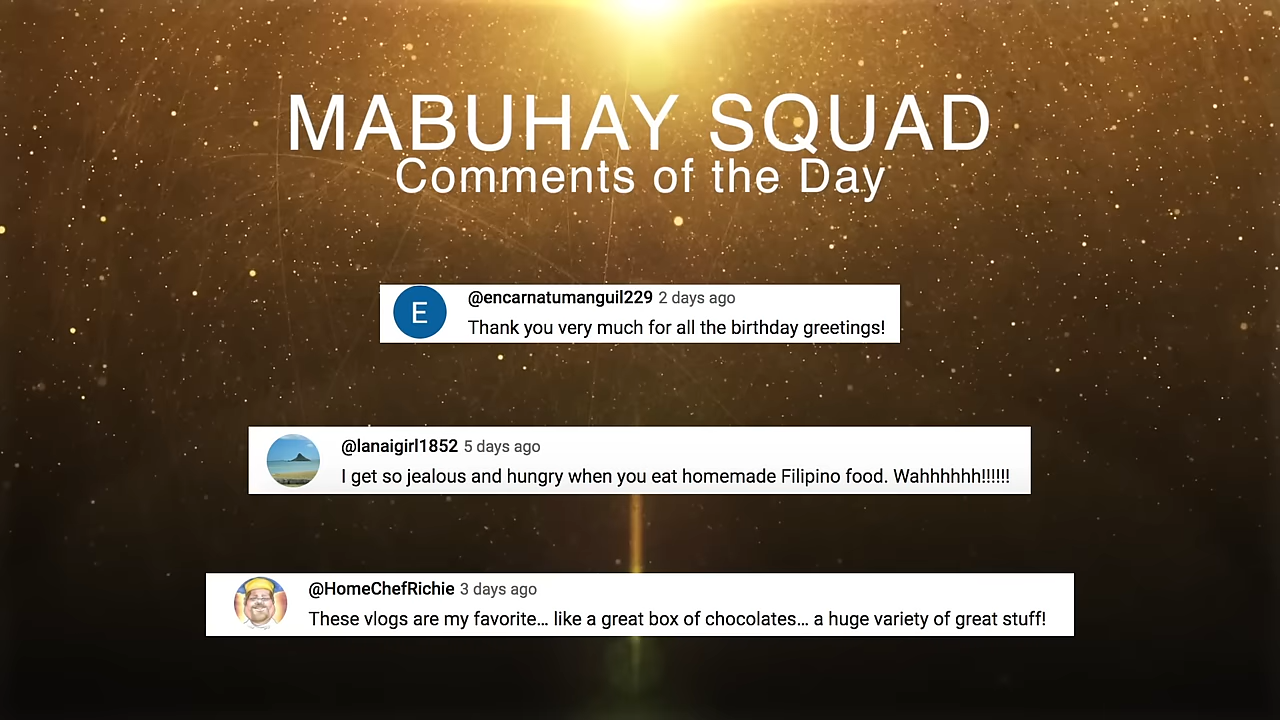 MABUHAY SQUAD
Comments of the Day
E
@encarnatumanguil229 2 days ago
Thank you very much for all the birthday greetings!
@lanaigirl1852 5 days ago
I get so jealous and hungry when you eat homemade Filipino food. Wahhhhhh!!!!!!
@HomeChefRichie 3 days ago
These vlogs are my favorite… like a great box of chocolates… a huge variety of great stuff!